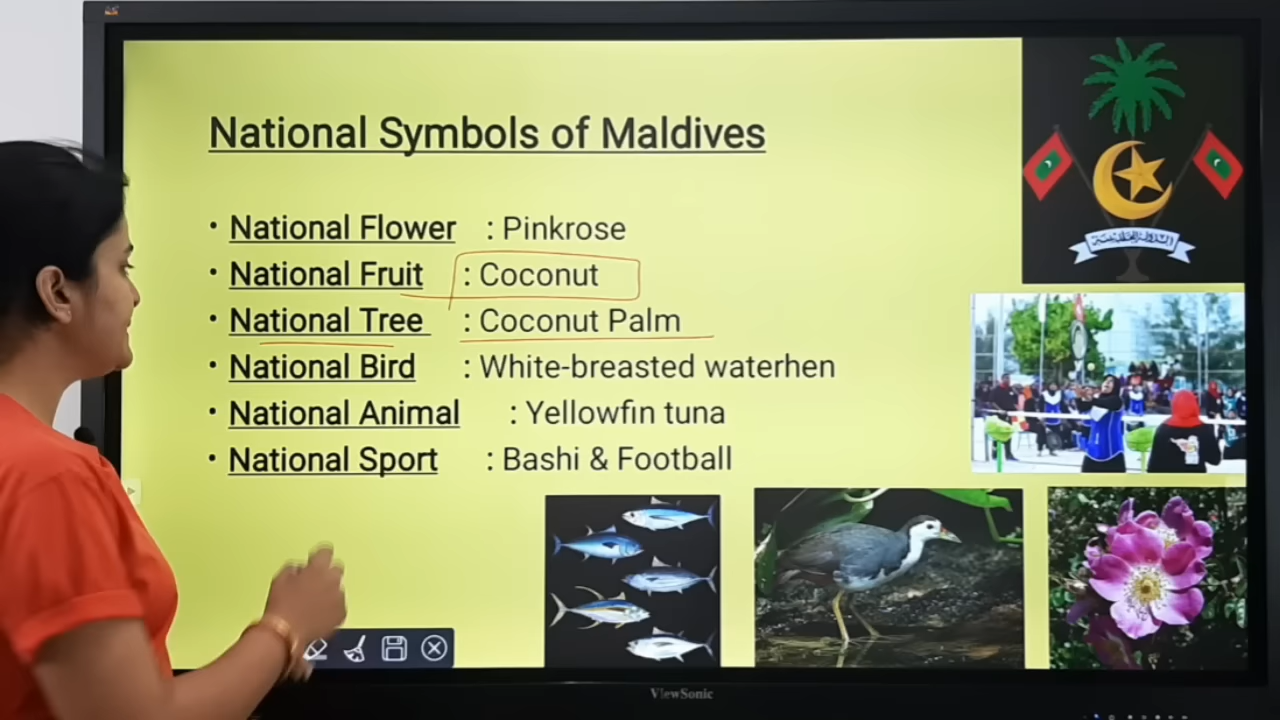 National Symbols of Maldives
• National Flower : Pinkrose
• National Fruit : Coconut
• National Tree : Coconut Palm
• National Bird : White-breasted waterhen
• National Animal : Yellowfin tuna
• National Sport : Bashi & Football
ViewSonic